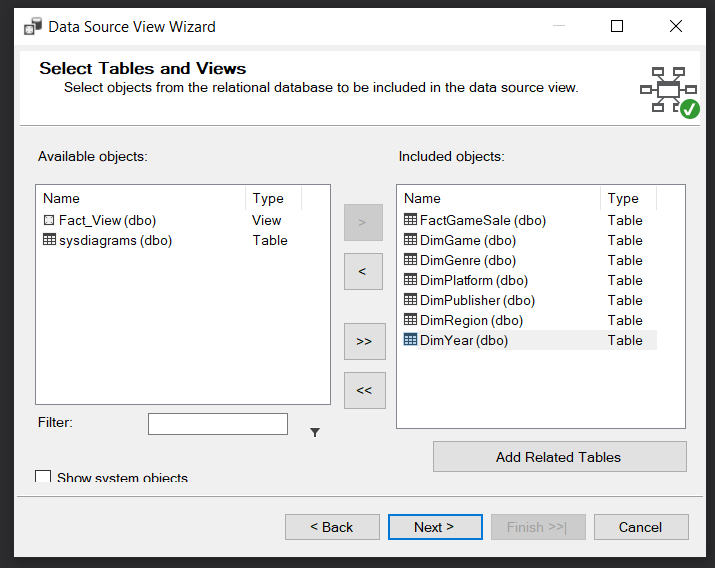 Data Source View Wizard
Select Tables and Views
Select objects from the relational database to be included in the data source view.
Available objects:
Name Type
Fact_View (dbo) View
sysdiagrams (dbo) Table
>
<
>>
<<
Included objects:
Name Type
FactGameSale (dbo) Table
DimGame (dbo) Table
DimGenre (dbo) Table
DimPlatform (dbo) Table
DimPublisher (dbo) Table
DimRegion (dbo) Table
DimYear (dbo) Table
Filter:
Add Related Tables
Show system objects
< Back
Next >
Finish >>|
Cancel